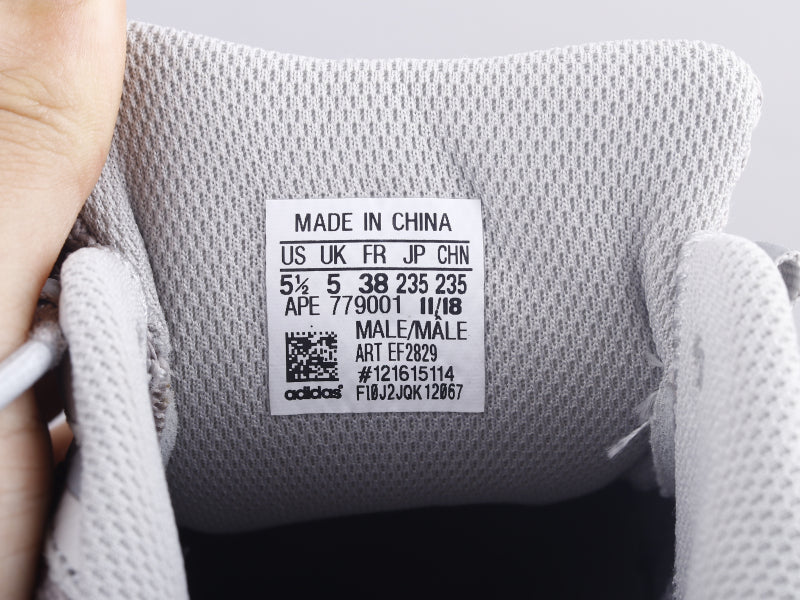 MADE IN CHINA
US UK FR JP CHN
5½ 5 38 235 235
APE 779001 11/18
MALE/MÂLE
ART EF2829
#121615114
adidas F10J2JQK12067